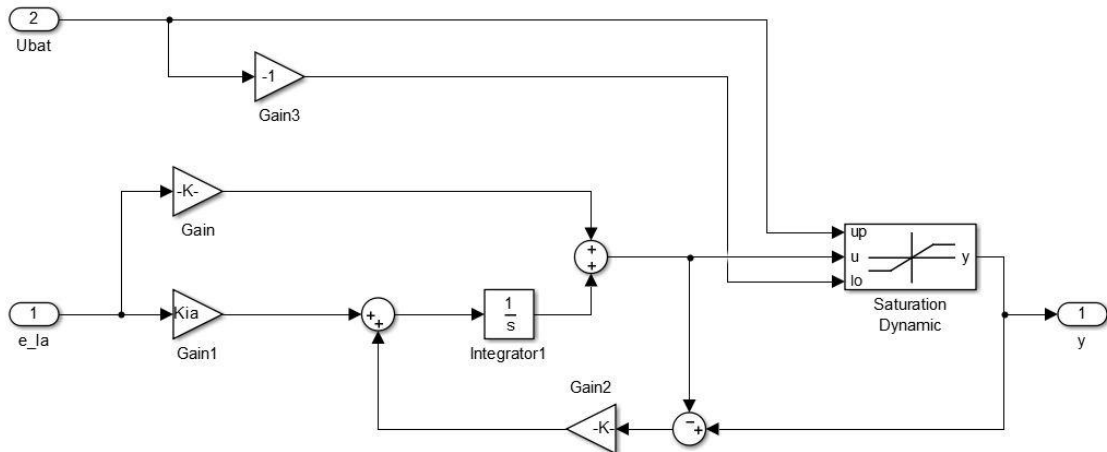 2
Ubat
-1
Gain3
-K-
Gain
+
+
up
u
y
lo
Saturation
Dynamic
1
e_Ia
Kia
Gain1
+
+
1
s
Integrator1
1
y
Gain2
-K-
−
+